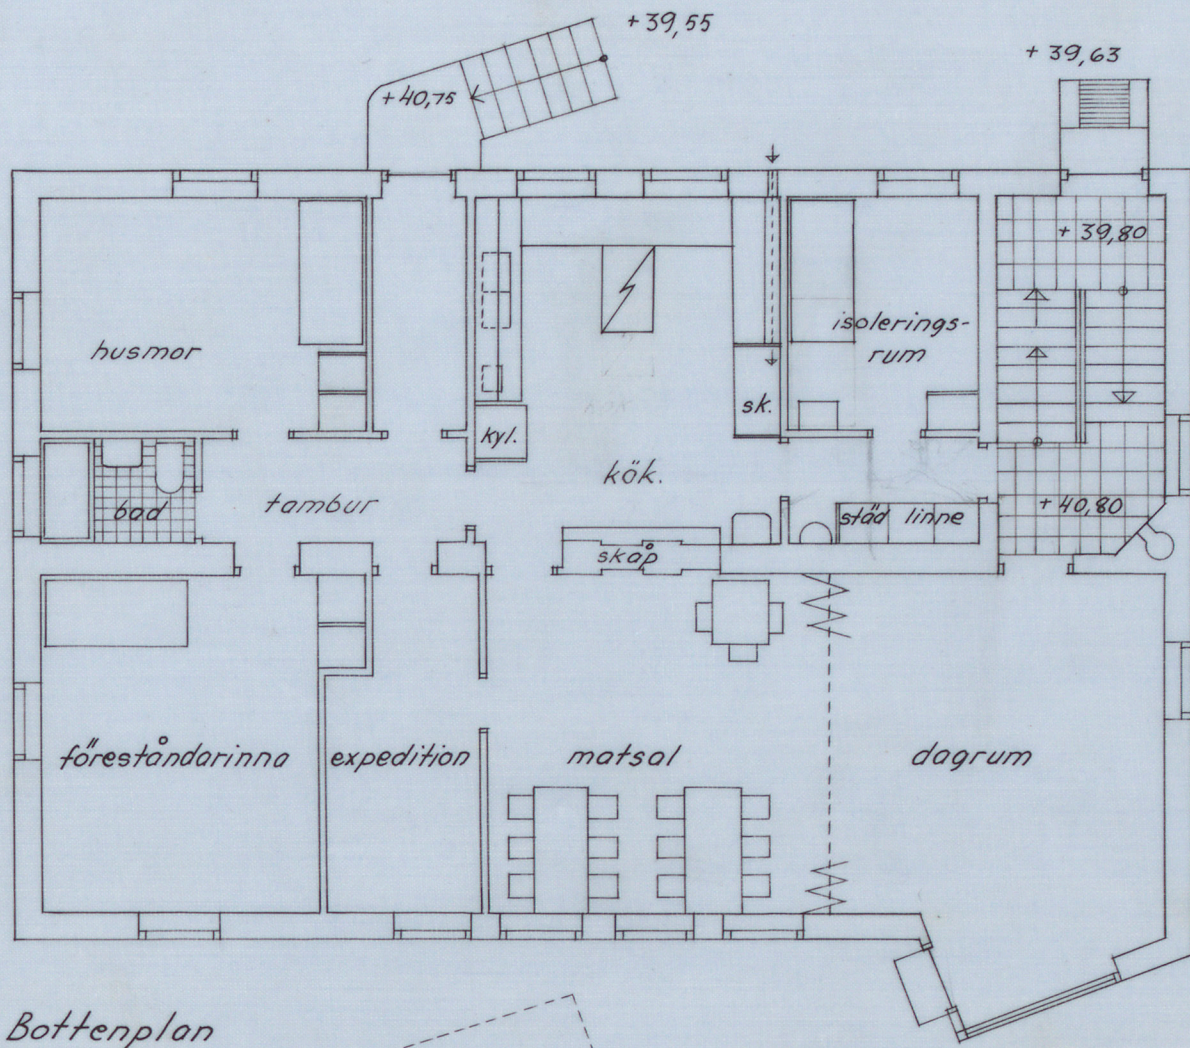 +39,55
+ 39,63
+40,75
+ 39,80
husmor
isolerings-
rum
sk.
kyl.
kök.
bad
tambur
städ linne
+ 40,80
skåp
föreståndarinna
expedition
matsal
dagrum
Bottenplan